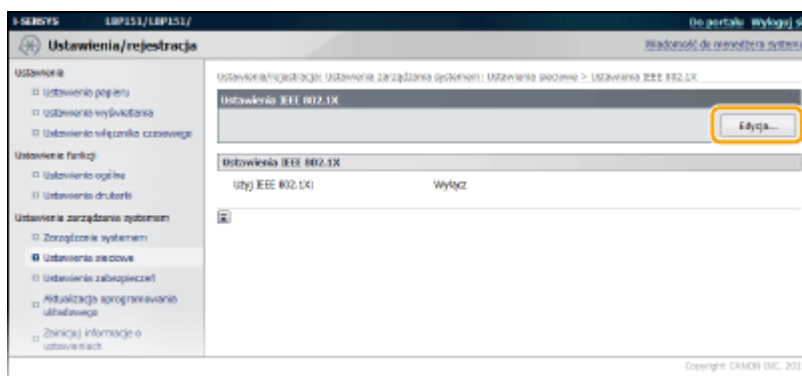 i-SENSYS LBP151/LBP151/ Do portalu Wyloguj s
Ustawienia/rejestracja Wiadomość do menedżera system
Ustawienia
Ustawienia papieru
Ustawienia wyświetlania
Ustawienia włącznika czasowego
Ustawienia funkcji
Ustawienia ogólne
Ustawienia drukarki
Ustawienia zarządzania systemem
Zarządzanie systemem
Ustawienia sieciowe
Ustawienia zabezpieczeń
Aktualizacja oprogramowania
układowego
Zainicjuj informacje o
ustawieniach
Ustawienia/rejestracja: Ustawienia zarządzania systemem: Ustawienia sieciowe > Ustawienia IEEE 802.1X
Ustawienia IEEE 802.1X
Edycja...
Ustawienia IEEE 802.1X
Użyj IEEE 802.1X: Wyłącz
Copyright CANON INC. 201